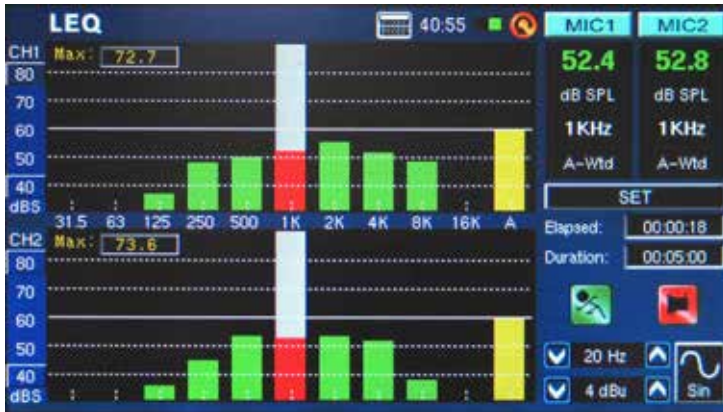 LEQ 40:55 MIC1 MIC2
CH1 Max: 72.7
52.4 52.8
dB SPL dB SPL
1KHz 1KHz
A-Wtd A-Wtd
80
70
60
50
40
dBS
31.5 63 125 250 500 1K 2K 4K 8K 16K A
SET
Elapsed: 00:00:18
Duration: 00:05:00
CH2 Max: 73.6
80
70
60
50
40
dBS
20 Hz
4 dBu
Sin